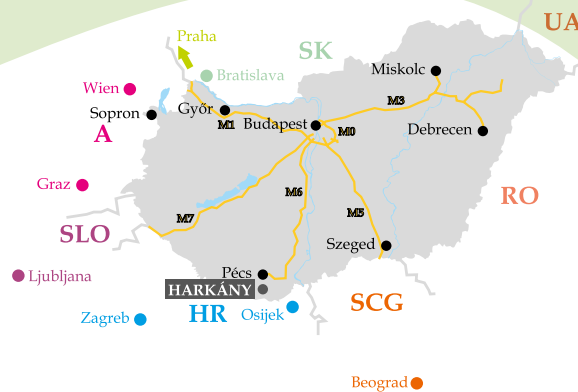 UA
Praha
SK
Bratislava
Miskolc
Wien
M3
Sopron
Győr
M1
Budapest
M0
Debrecen
A
Graz
M6
RO
M7
M5
SLO
Szeged
Ljubljana
Pécs
HARKÁNY
SCG
Zagreb
HR
Osijek
Beograd